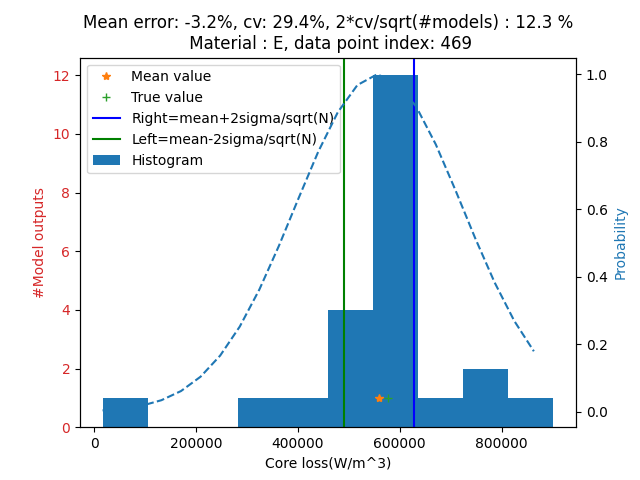 Mean error: -3.2%, cv: 29.4%, 2*cv/sqrt(#models) : 12.3 %
Material : E, data point index: 469
Mean value
True value
Right=mean+2sigma/sqrt(N)
Left=mean-2sigma/sqrt(N)
Histogram
12
10
8
6
4
2
0
#Model outputs
1.0
0.8
0.6
0.4
0.2
0.0
Probability
0 200000 400000 600000 800000
Core loss(W/m^3)